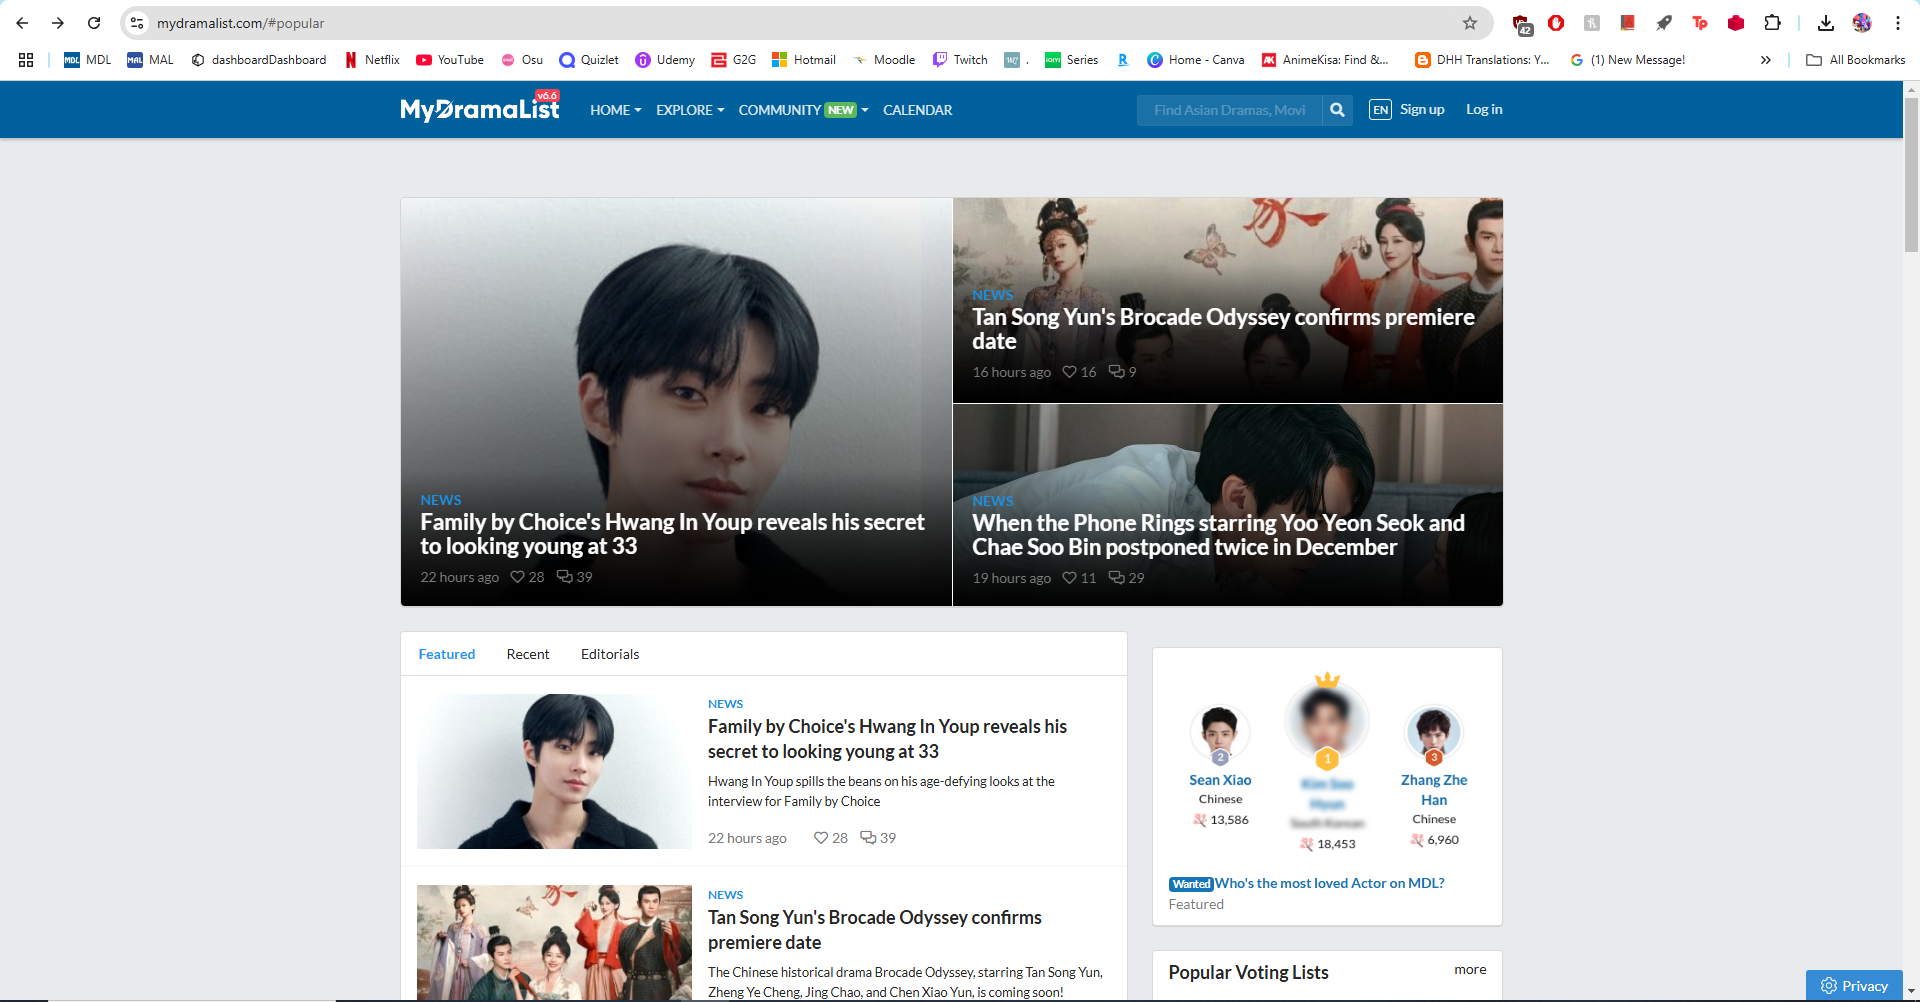 mydramalist.com/#popular
42
MDL
MAL
dashboardDashboard
Netflix
YouTube
Osu
Quizlet
Udemy
G2G
Hotmail
Moodle
Twitch
.
Series
Home - Canva
AnimeKisa: Find &...
DHH Translations: Y...
(1) New Message!
All Bookmarks
MyDramaList
v6.6
HOME
EXPLORE
COMMUNITY NEW
CALENDAR
Find Asian Dramas, Movi
EN
Sign up
Log in
NEWS
Family by Choice's Hwang In Youp reveals his secret
to looking young at 33
22 hours ago 28 39
NEWS
Tan Song Yun's Brocade Odyssey confirms premiere
date
16 hours ago 16 9
NEWS
When the Phone Rings starring Yoo Yeon Seok and
Chae Soo Bin postponed twice in December
19 hours ago 11 29
Featured
Recent
Editorials
NEWS
Family by Choice's Hwang In Youp reveals his
secret to looking young at 33
Hwang In Youp spills the beans on his age-defying looks at the
interview for Family by Choice
22 hours ago 28 39
NEWS
Tan Song Yun's Brocade Odyssey confirms
premiere date
The Chinese historical drama Brocade Odyssey, starring Tan Song Yun,
Zheng Ye Cheng, Jing Chao, and Chen Xiao Yun, is coming soon!
2
Sean Xiao
Chinese
13,586
1
Kim Soo
Hyun
South Korean
18,453
3
Zhang Zhe
Han
Chinese
6,960
Wanted Who's the most loved Actor on MDL?
Featured
Popular Voting Lists
more
Privacy